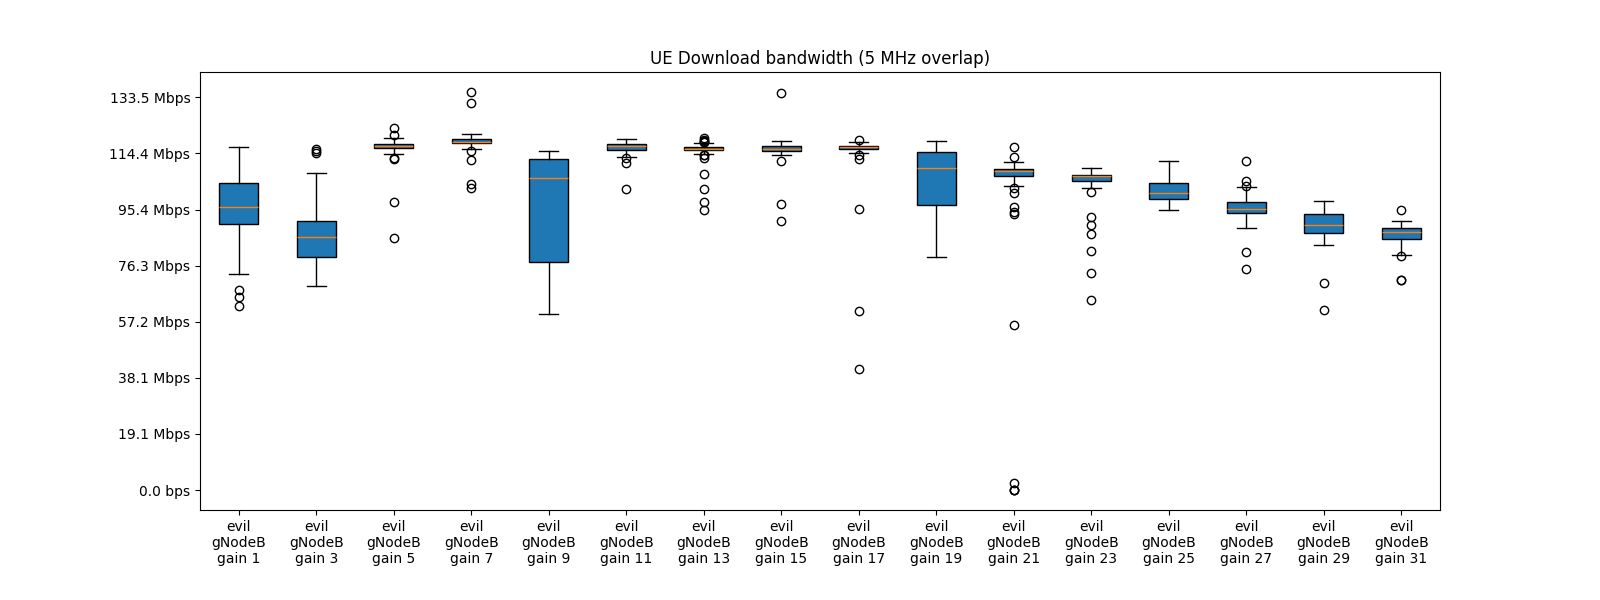 UE Download bandwidth (5 MHz overlap)
133.5 Mbps
114.4 Mbps
95.4 Mbps
76.3 Mbps
57.2 Mbps
38.1 Mbps
19.1 Mbps
0.0 bps
evil evil evil evil evil evil evil evil evil evil evil evil evil evil evil evil
gNodeB gNodeB gNodeB gNodeB gNodeB gNodeB gNodeB gNodeB gNodeB gNodeB gNodeB gNodeB gNodeB gNodeB gNodeB gNodeB
gain 1 gain 3 gain 5 gain 7 gain 9 gain 11 gain 13 gain 15 gain 17 gain 19 gain 21 gain 23 gain 25 gain 27 gain 29 gain 31